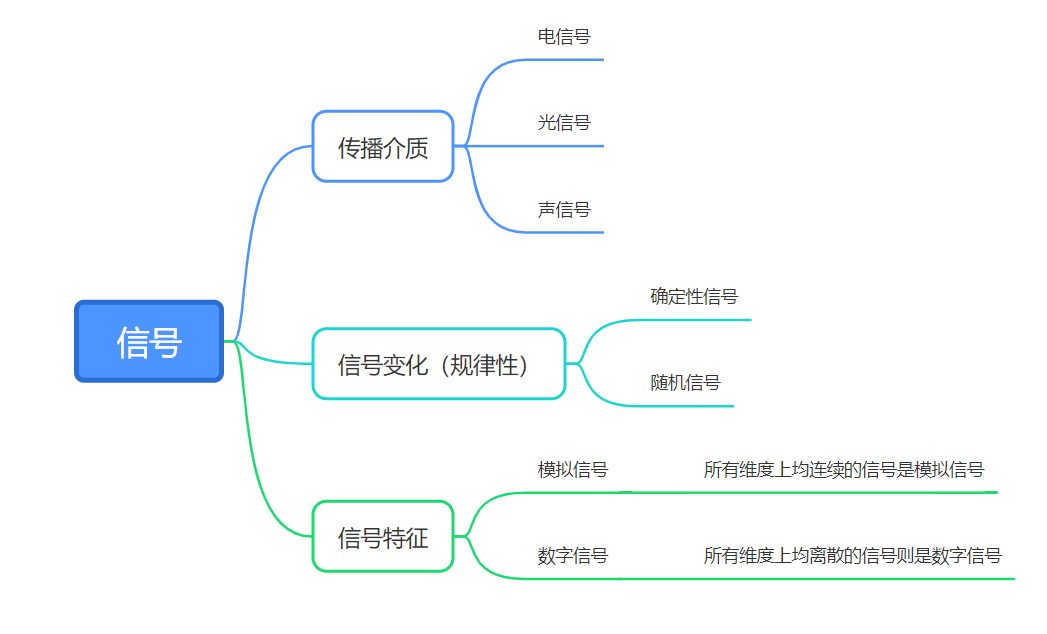 信号
传播介质
电信号
光信号
声信号
信号变化（规律性）
确定性信号
随机信号
信号特征
模拟信号
所有维度上均连续的信号是模拟信号
数字信号
所有维度上均离散的信号则是数字信号